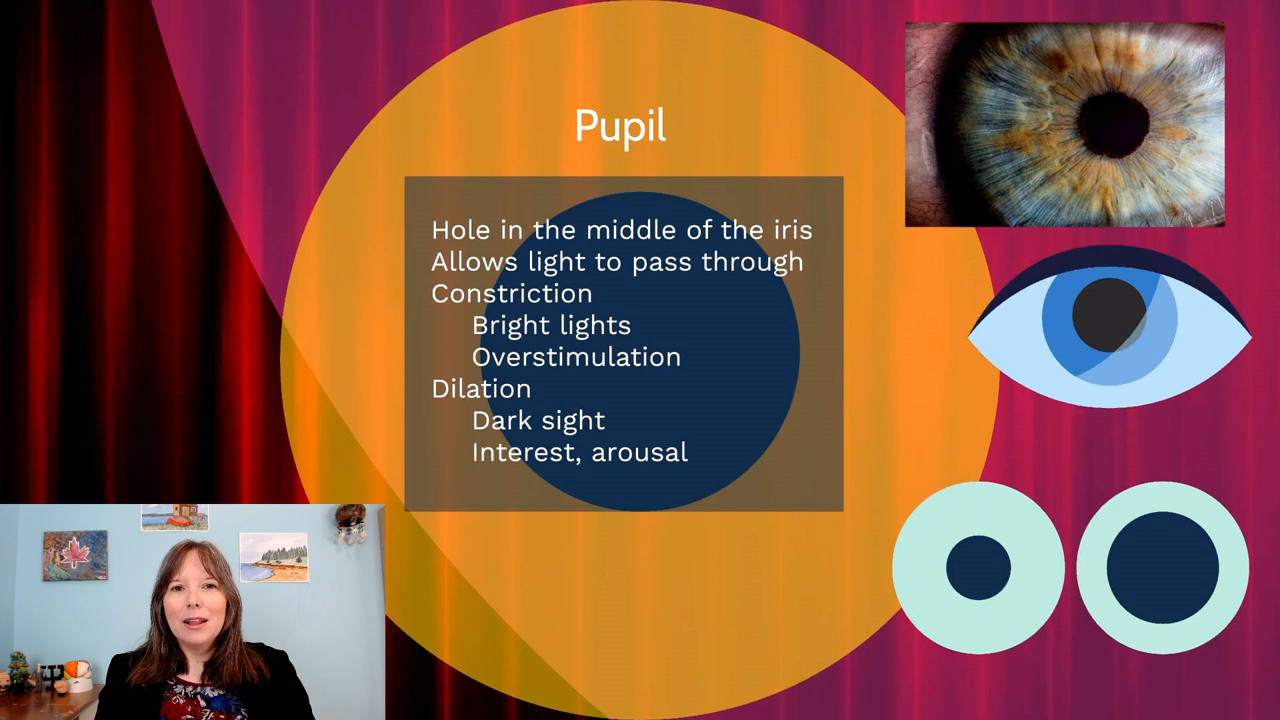 Pupil
Hole in the middle of the iris
Allows light to pass through
Constriction
Bright lights
Overstimulation
Dilation
Dark sight
Interest, arousal